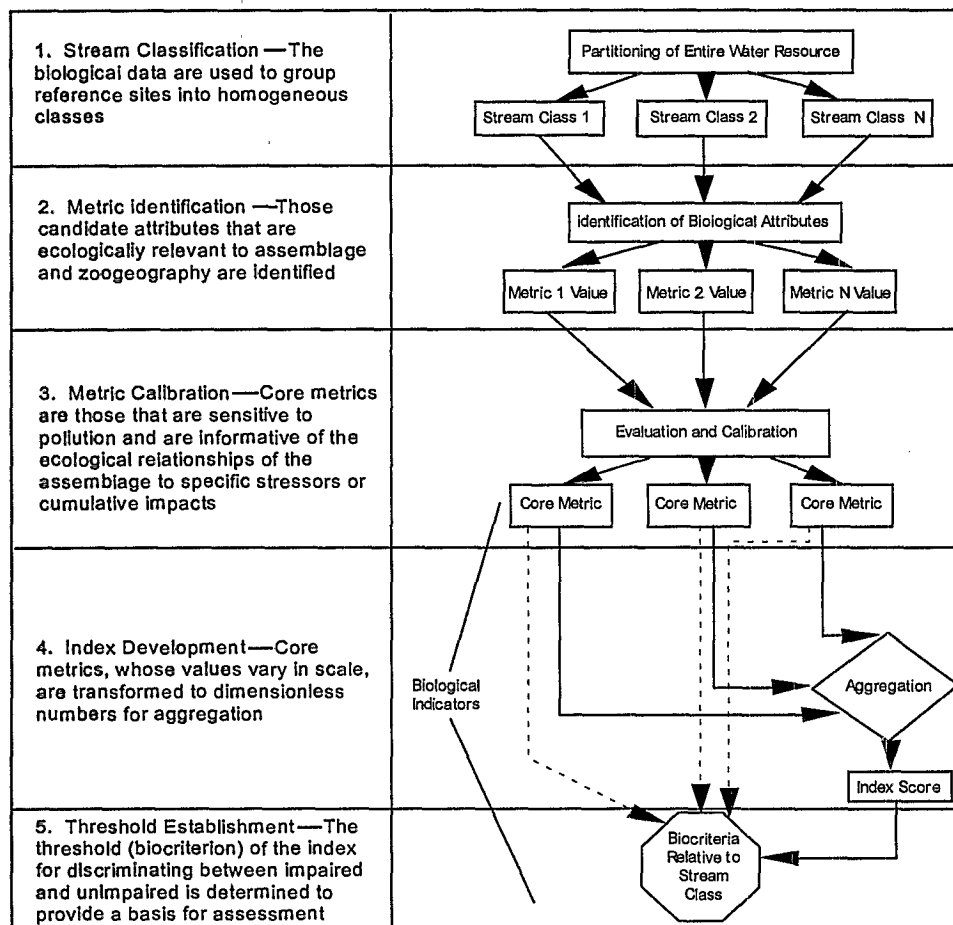 1. Stream Classification —The
biological data are used to group
reference sites into homogeneous
classes
Partitioning of Entire Water Resource
Stream Class 1
Stream Class 2
Stream Class N
2. Metric Identification —Those
candidate attributes that are
ecologically relevant to assemblage
and zoogeography are identified
Identification of Biological Attributes
Metric 1 Value
Metric 2 Value
Metric N Value
3. Metric Calibration—Core metrics
are those that are sensitive to
pollution and are informative of the
ecological relationships of the
assemblage to specific stressors or
cumulative impacts
Evaluation and Calibration
Core Metric
Core Metric
Core Metric
4. Index Development—Core
metrics, whose values vary in scale,
are transformed to dimensionless
numbers for aggregation
Biological
Indicators
Aggregation
Index Score
5. Threshold Establishment—The
threshold (biocriterion) of the index
for discriminating between impaired
and unimpaired is determined to
provide a basis for assessment
Biocriteria
Relative to
Stream
Class